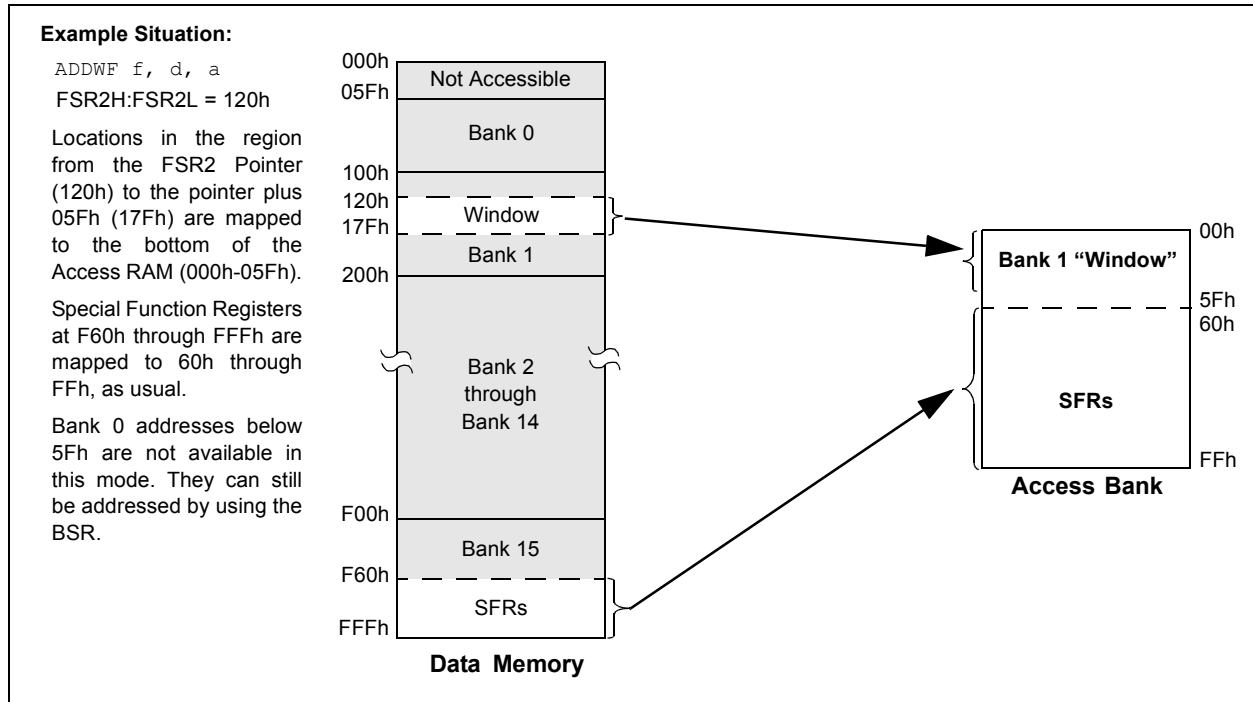 Example Situation:
ADDWF f, d, a
FSR2H:FSR2L = 120h
Locations in the region
from the FSR2 Pointer
(120h) to the pointer plus
05Fh (17Fh) are mapped
to the bottom of the
Access RAM (000h-05Fh).
Special Function Registers
at F60h through FFFh are
mapped to 60h through
FFh, as usual.
Bank 0 addresses below
5Fh are not available in
this mode. They can still
be addressed by using the
BSR.
000h
Not Accessible
05Fh
Bank 0
100h
120h
Window
17Fh
Bank 1
200h
Bank 2
through
Bank 14
F00h
Bank 15
F60h
SFRs
FFFh
Data Memory
00h
Bank 1 “Window”
5Fh
60h
SFRs
FFh
Access Bank